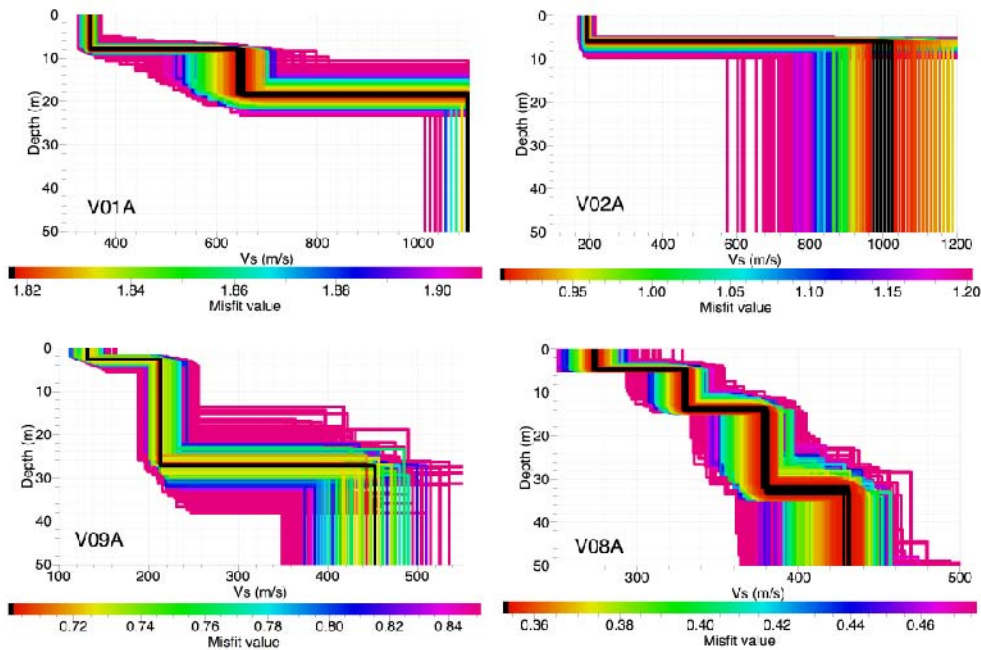 0
10
20
30
40
50
Depth (m)
V01A
400 600 800 1000
Vs (m/s)
1.82 1.84 1.86 1.88 1.90
Misfit value
0
10
20
30
40
50
Depth (m)
V02A
200 400 600 800 1000 1200
Vs (m/s)
0.95 1.00 1.05 1.10 1.15 1.20
Misfit value
0
10
20
30
40
50
Depth (m)
V09A
100 200 300 400 500
Vs (m/s)
0.72 0.74 0.76 0.78 0.80 0.82 0.84
Misfit value
0
10
20
30
40
50
Depth (m)
V08A
300 400 500
Vs (m/s)
0.36 0.38 0.40 0.42 0.44 0.46
Misfit value